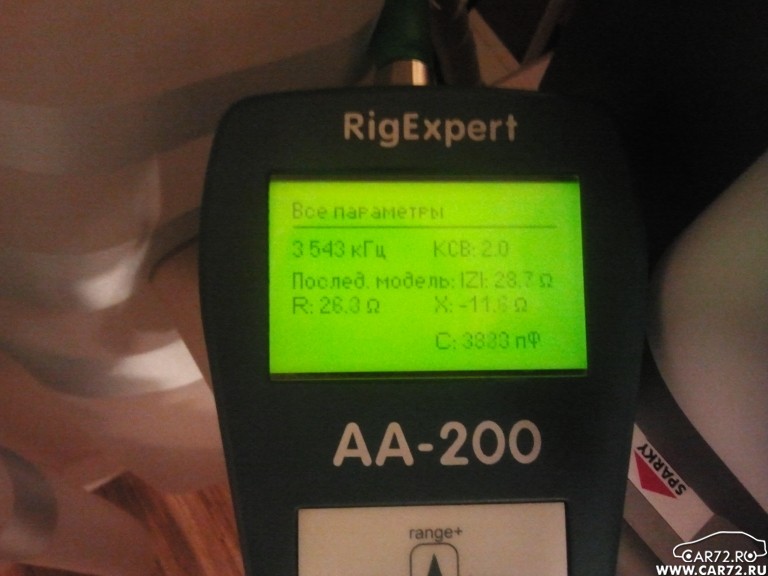 RigExpert
Все параметры
3 543 кГц КСВ: 2.0
Послед. модель: IZI: 28.7 Ω
R: 26.3 Ω X: -11.6 Ω
C: 3883 пФ
AA-200
range+
SPARKY
CAR72.RU
WWW.CAR72.RU